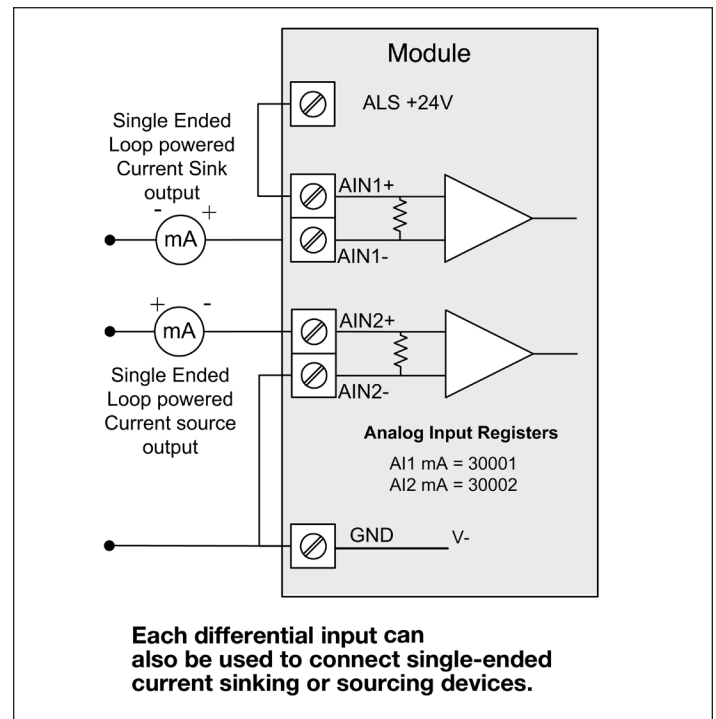 Module
ALS +24V
Single Ended
Loop powered
Current Sink
output
AIN1+
- +
mA
AIN1-
+ -
mA
AIN2+
AIN2-
Single Ended
Loop powered
Current source
output
Analog Input Registers
AI1 mA = 30001
AI2 mA = 30002
GND V-
Each differential input can
also be used to connect single-ended
current sinking or sourcing devices.